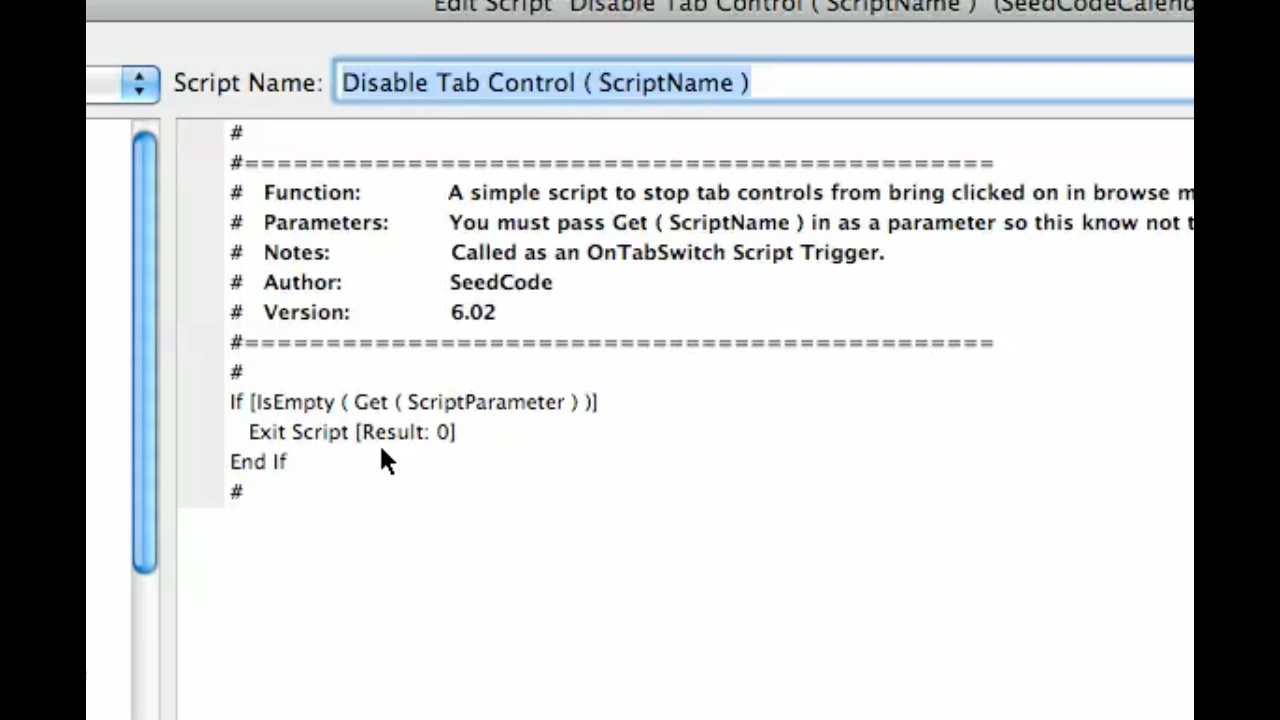 Edit Script "Disable Tab Control ( ScriptName )" (SeedCodeCalend
Script Name: Disable Tab Control ( ScriptName )
#
#==============================================
# Function: A simple script to stop tab controls from bring clicked on in browse m
# Parameters: You must pass Get ( ScriptName ) in as a parameter so this know not t
# Notes: Called as an OnTabSwitch Script Trigger.
# Author: SeedCode
# Version: 6.02
#==============================================
#
If [IsEmpty ( Get ( ScriptParameter ) )]
Exit Script [Result: 0]
End If
#